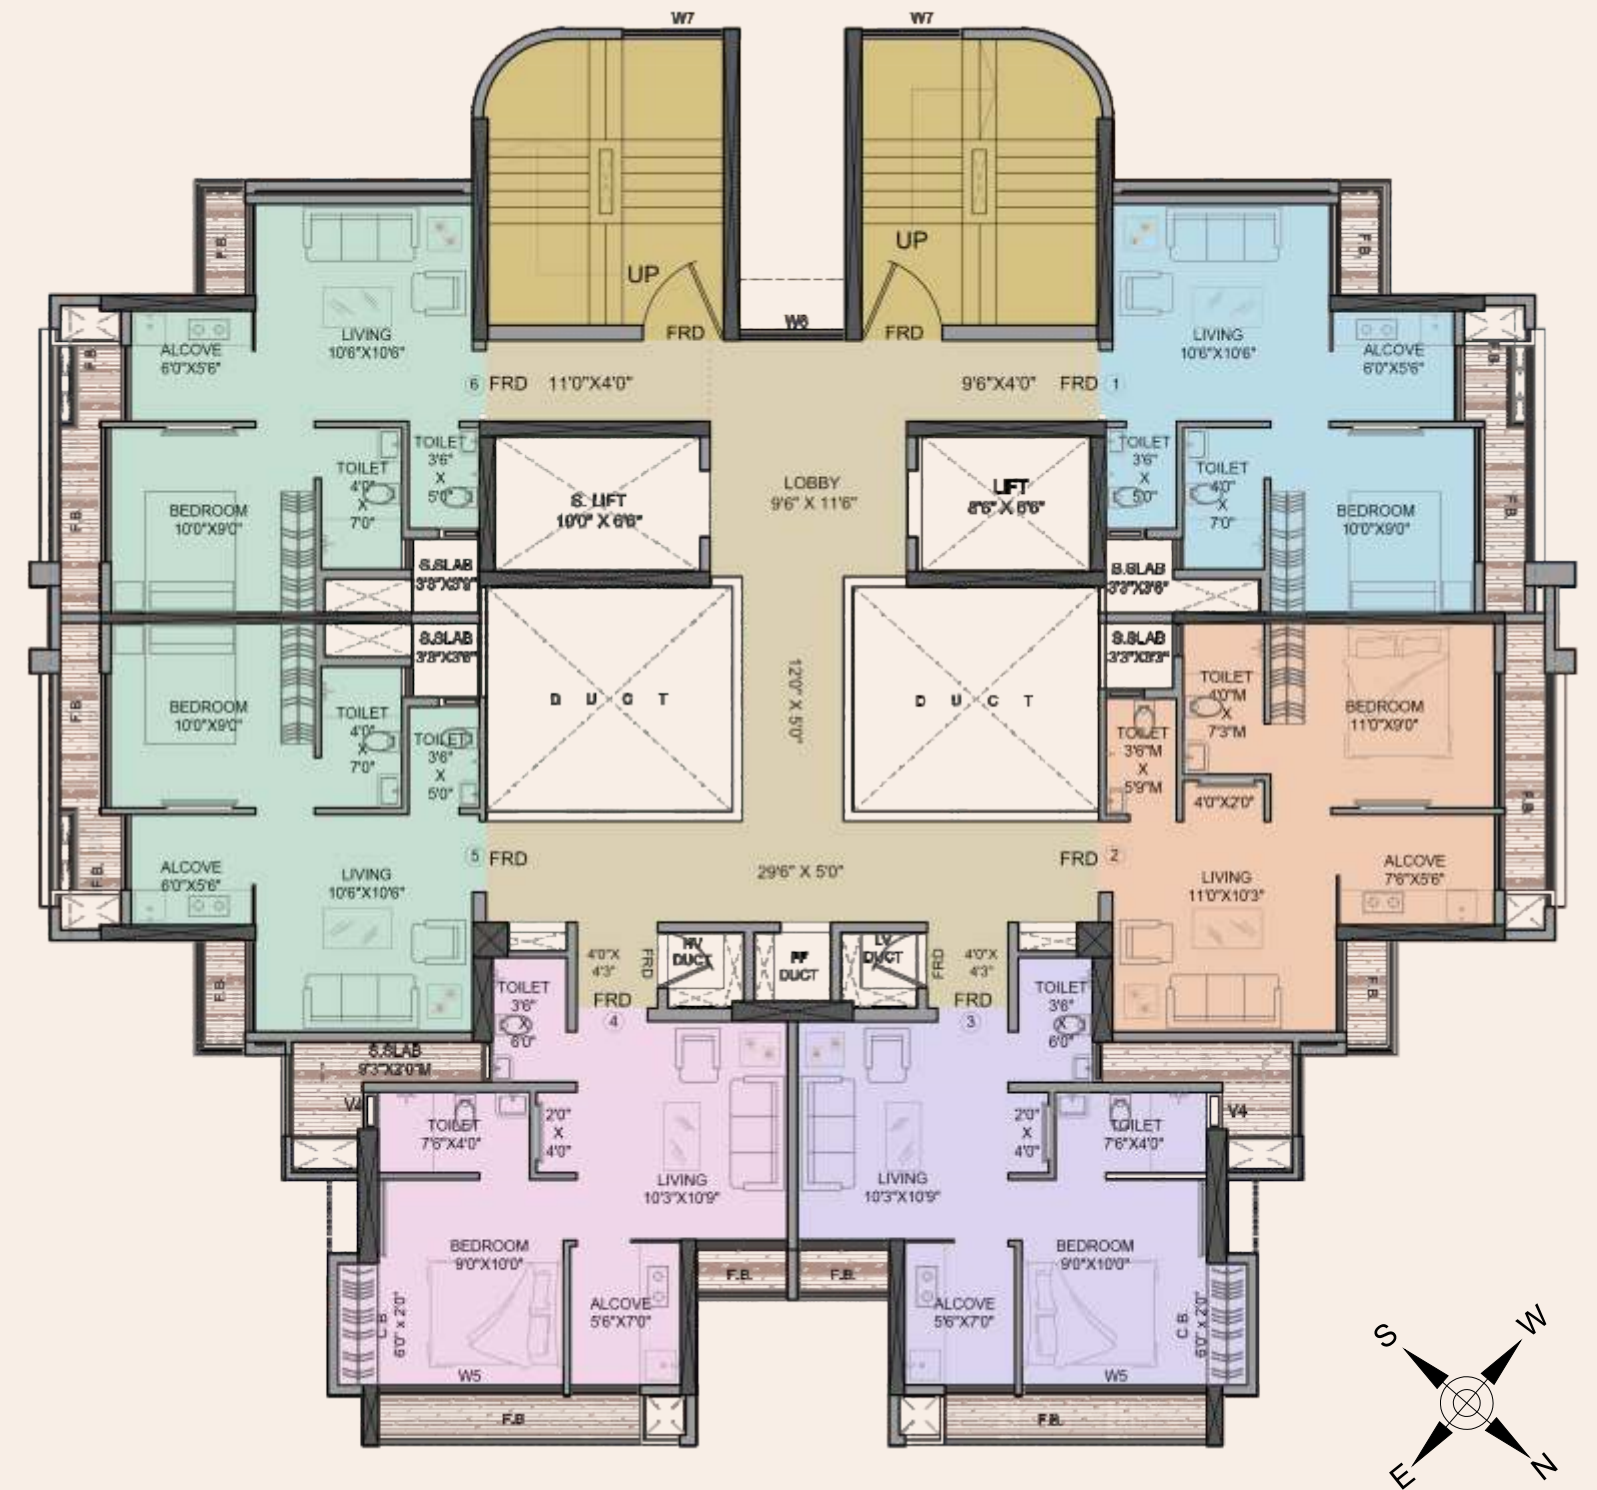 W7
W7
UP
UP
FRD
W6
FRD
F.B.
F.B.
LIVING
10'6"X10'6"
LIVING
10'6"X10'6"
ALCOVE
6'0"X5'6"
ALCOVE
6'0"X5'6"
F.B.
F.B.
6 FRD 11'0"X4'0"
9'6"X4'0" FRD 1
TOILET
3'6"
X
5'0"
TOILET
4'0"
X
7'0"
BEDROOM
10'0"X9'0"
F.B.
S. LIFT
10'0" X 6'6"
LOBBY
9'6" X 11'6"
LIFT
8'6" X 6'6"
TOILET
3'6"
X
5'0"
TOILET
4'0"
X
7'0"
BEDROOM
10'0"X9'0"
F.B.
S.SLAB
S.SLAB
3'3"X3'6"
S.SLAB
3'3"X3'6"
S.SLAB
3'3"X3'3"
F.B.
BEDROOM
10'0"X9'0"
TOILET
4'0"
X
7'0"
TOILET
3'6"
X
5'0"
DUCT
12'0" X 5'0"
DUCT
TOILET
4'0"M
X
7'3"M
TOILET
3'6"M
X
5'9"M
BEDROOM
11'0"X9'0"
4'0"X2'0"
F.B.
5 FRD
29'6" X 5'0"
FRD 2
ALCOVE
6'0"X5'6"
F.B.
LIVING
10'6"X10'6"
LIVING
11'0"X10'3"
ALCOVE
7'6"X5'6"
F.B.
F.B.
4'0"X
4'3"
FRD
HV
DUCT
FF
DUCT
LV
DUCT
FRD
4'0"X
4'3"
FRD
4
FRD
3
TOILET
3'6"
X
6'0"
TOILET
3'6"
X
6'0"
S.SLAB
9'3"X2'0"M
V4
V4
TOILET
7'6"X4'0"
2'0"
X
4'0"
2'0"
X
4'0"
TOILET
7'6"X4'0"
LIVING
10'3"X10'9"
LIVING
10'3"X10'9"
BEDROOM
9'0"X10'0"
F.B.
F.B.
BEDROOM
9'0"X10'0"
C.B.
6'0" x 2'0"
ALCOVE
5'6"X7'0"
ALCOVE
5'6"X7'0"
C.B.
6'0" x 2'0"
W5
W5
F.B
F.B.
S
W
E
N